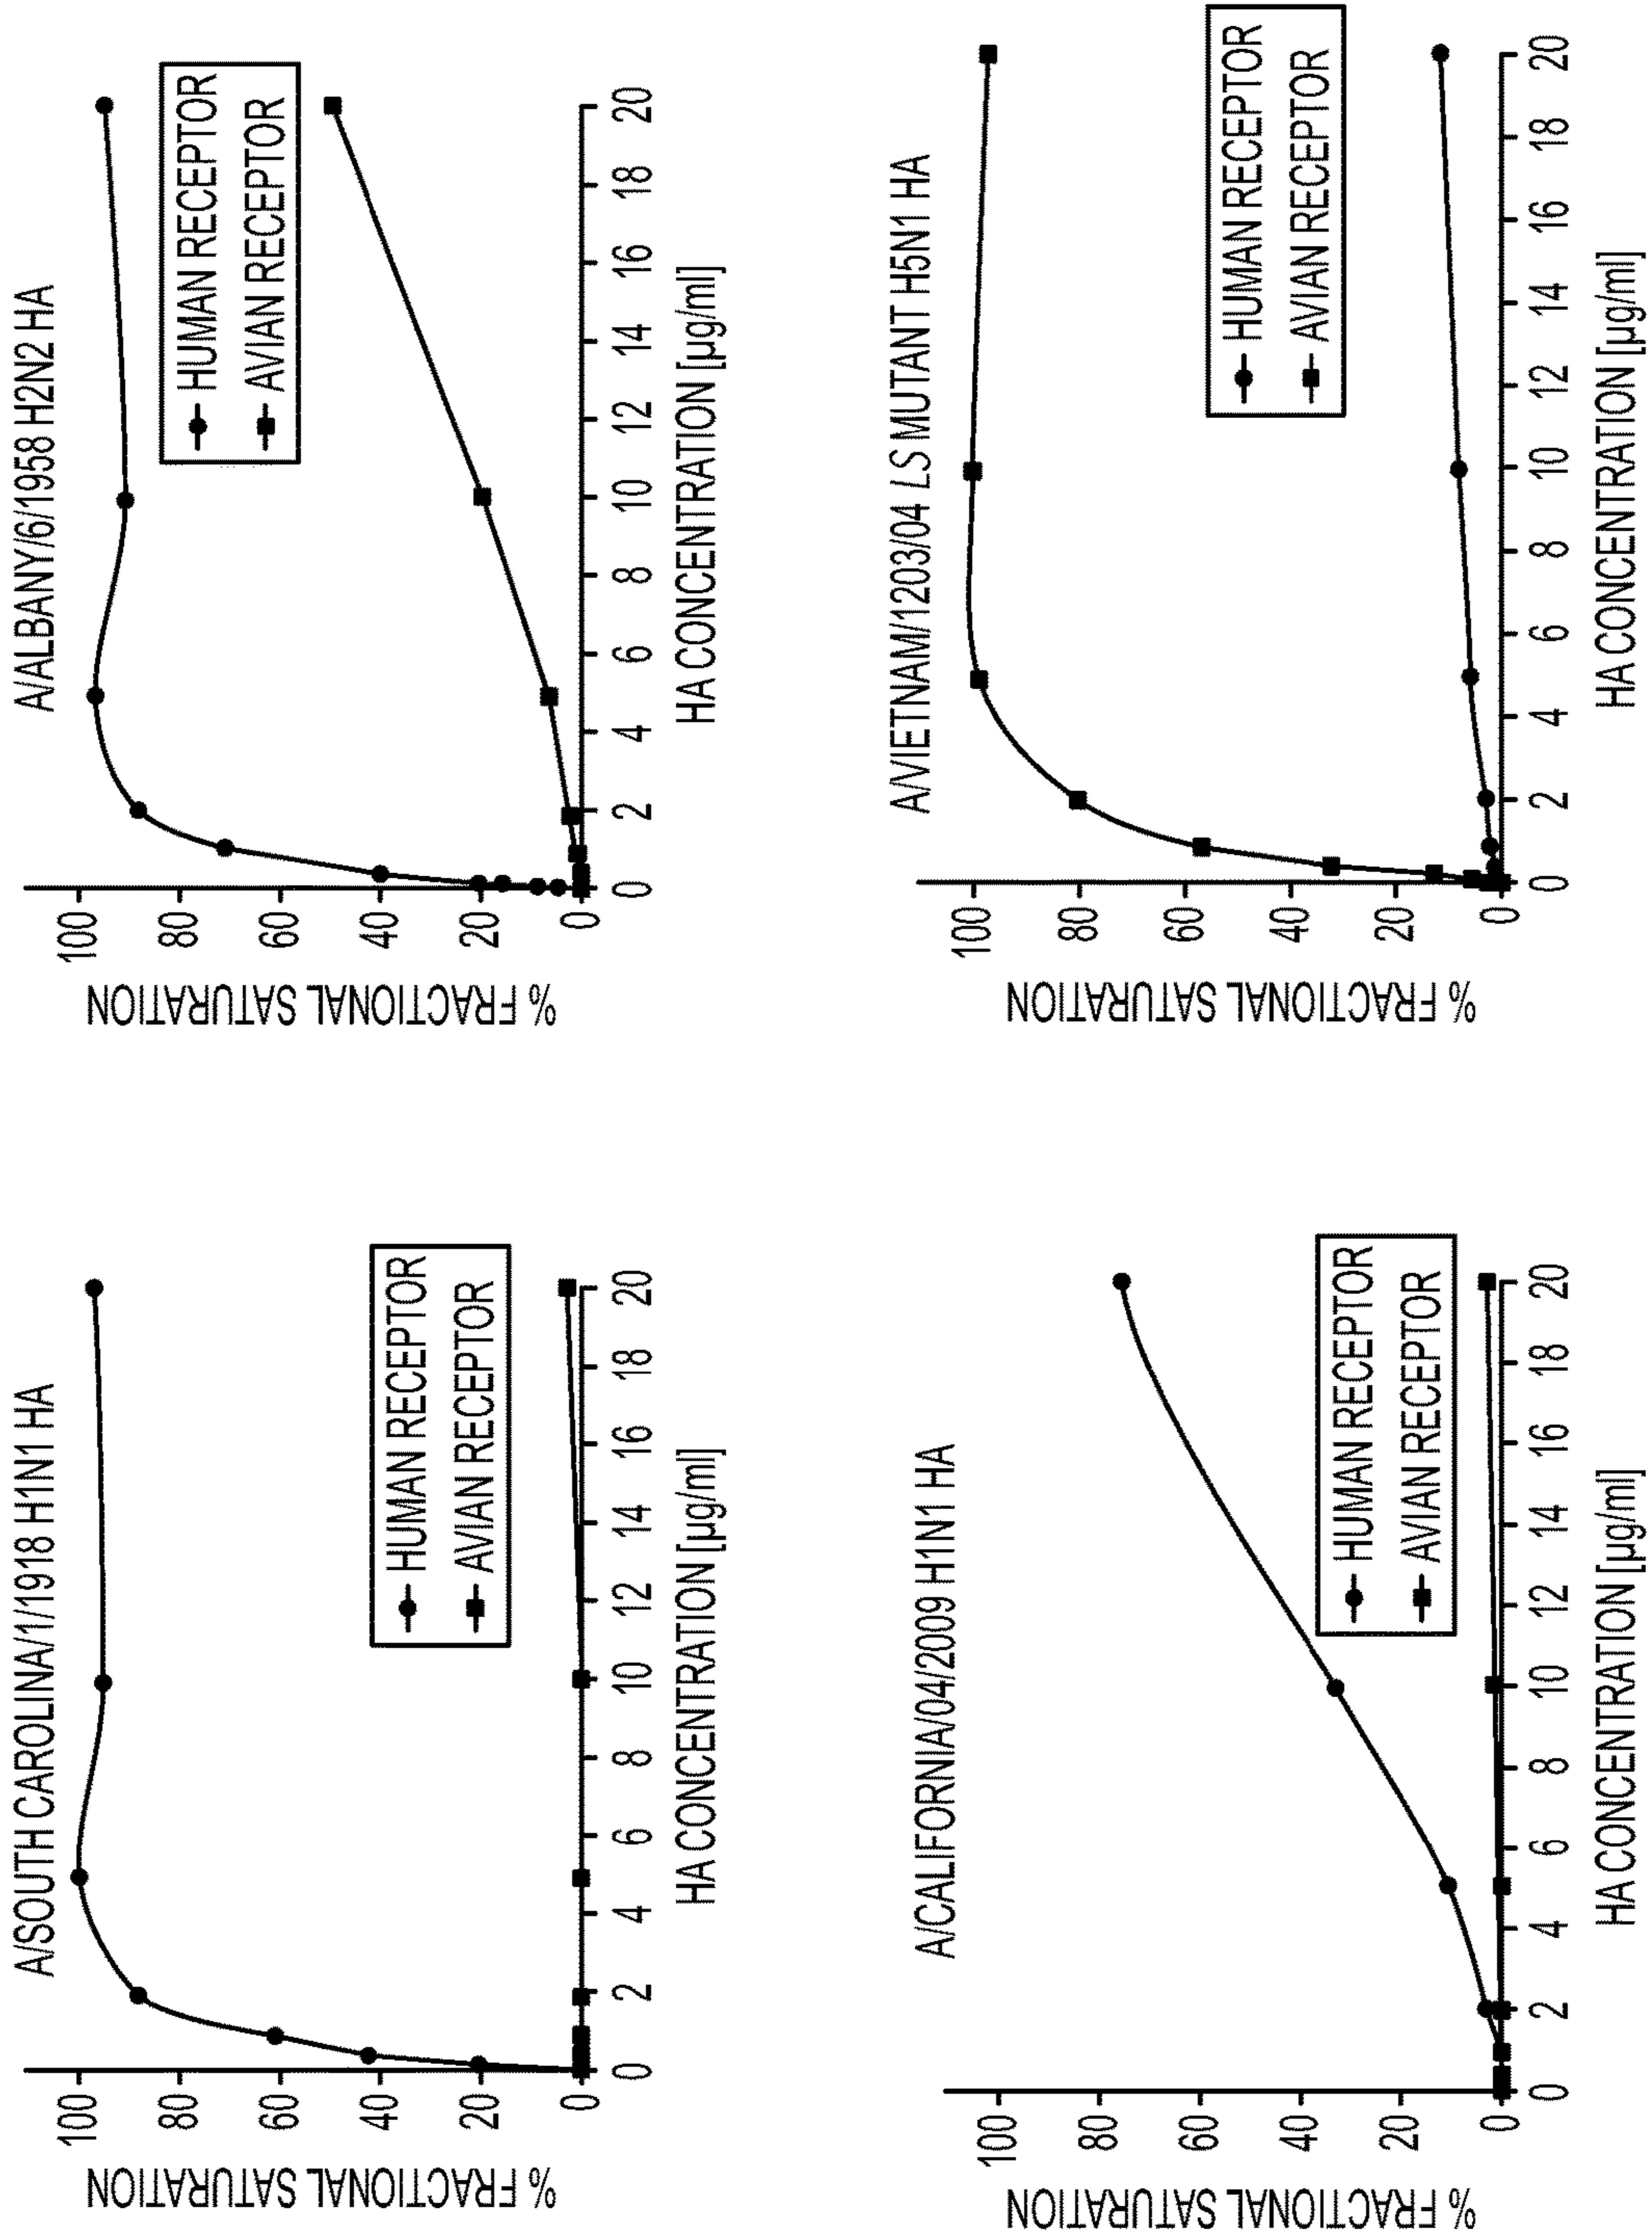 A/SOUTH CAROLINA/1/1918 H1N1 HA
% FRACTIONAL SATURATION
100
80
60
40
20
0
0 2 4 6 8 10 12 14 16 18 20
HA CONCENTRATION [µg/ml]
HUMAN RECEPTOR
AVIAN RECEPTOR
A/ALBANY/6/1958 H2N2 HA
% FRACTIONAL SATURATION
100
80
60
40
20
0
0 2 4 6 8 10 12 14 16 18 20
HA CONCENTRATION [µg/ml]
HUMAN RECEPTOR
AVIAN RECEPTOR
A/CALIFORNIA/04/2009 H1N1 HA
% FRACTIONAL SATURATION
100
80
60
40
20
0
0 2 4 6 8 10 12 14 16 18 20
HA CONCENTRATION [µg/ml]
HUMAN RECEPTOR
AVIAN RECEPTOR
A/VIETNAM/1203/04 LS MUTANT H5N1 HA
% FRACTIONAL SATURATION
100
80
60
40
20
0
0 2 4 6 8 10 12 14 16 18 20
HA CONCENTRATION [µg/ml]
HUMAN RECEPTOR
AVIAN RECEPTOR